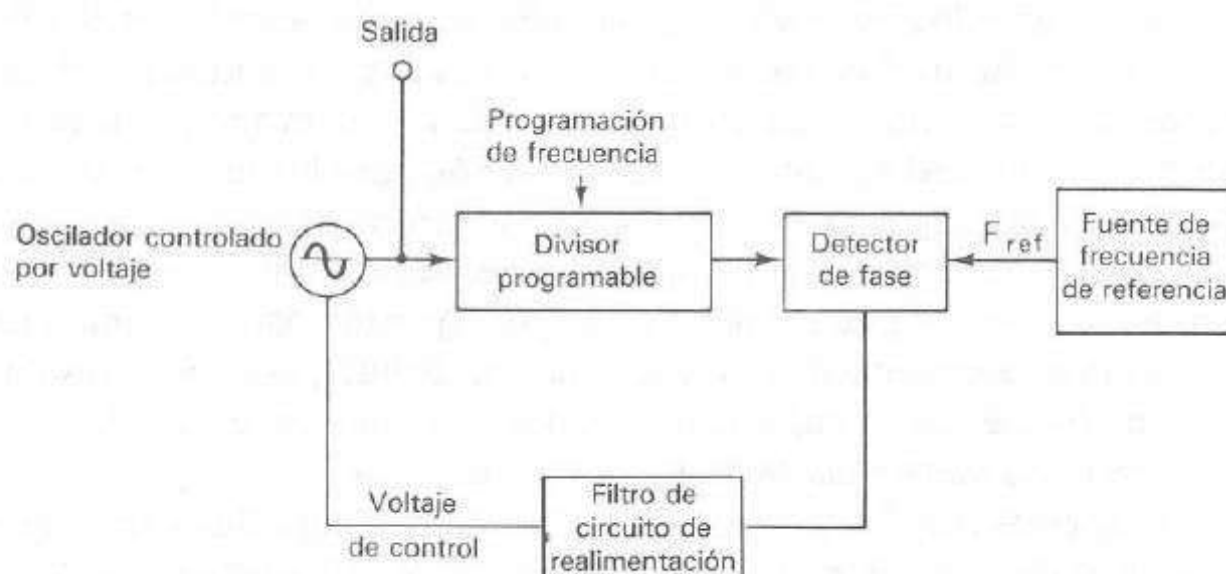 Salida
Programación
de frecuencia
Oscilador controlado
por voltaje
Divisor
programable
Detector
de fase
F ref
Fuente de
frecuencia
de referencia
Voltaje
de control
Filtro de
circuito de
realimentación